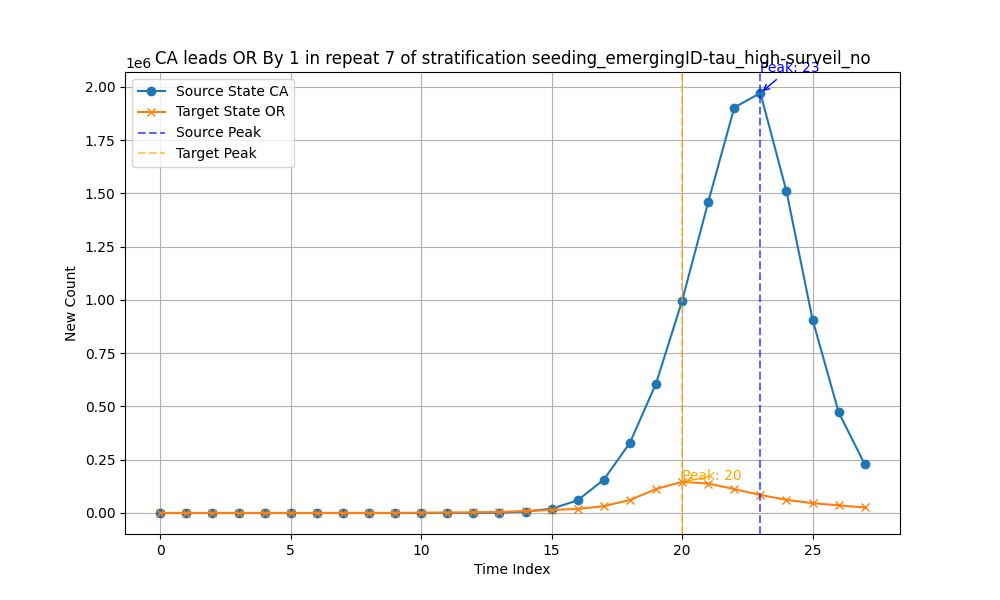 CA leads OR By 1 in repeat 7 of stratification seeding_emergingID-tau_high-surveil_no
1e6
Peak: 23
2.00
1.75
1.50
1.25
1.00
0.75
0.50
0.25
0.00
New Count
Source State CA
Target State OR
Source Peak
Target Peak
Peak: 20
0
5
10
15
20
25
Time Index